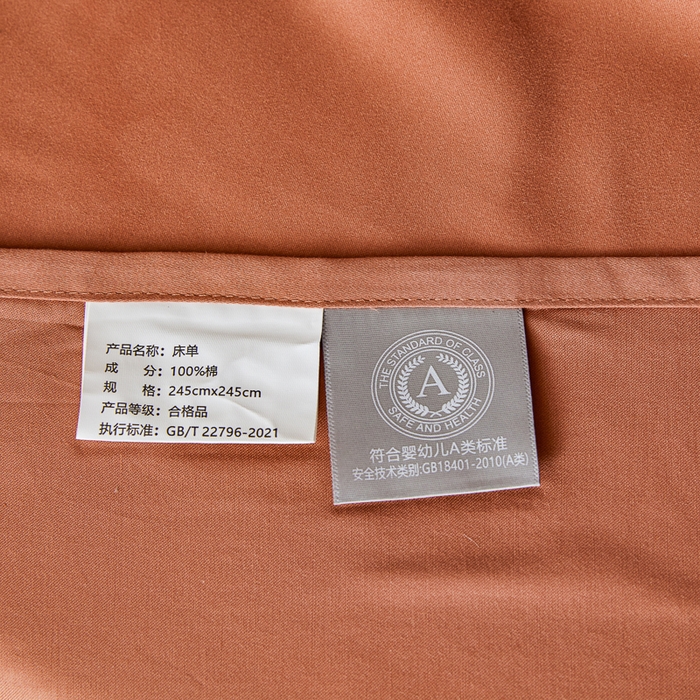 产品名称：床单
成 分：100%棉
规 格：245cmx245cm
产品等级：合格品
执行标准：GB/T 22796-2021
THE STANDARD OF CLASS
A
SAFE AND HEALTH
符合婴幼儿A类标准
安全技术类别:GB18401-2010(A类)